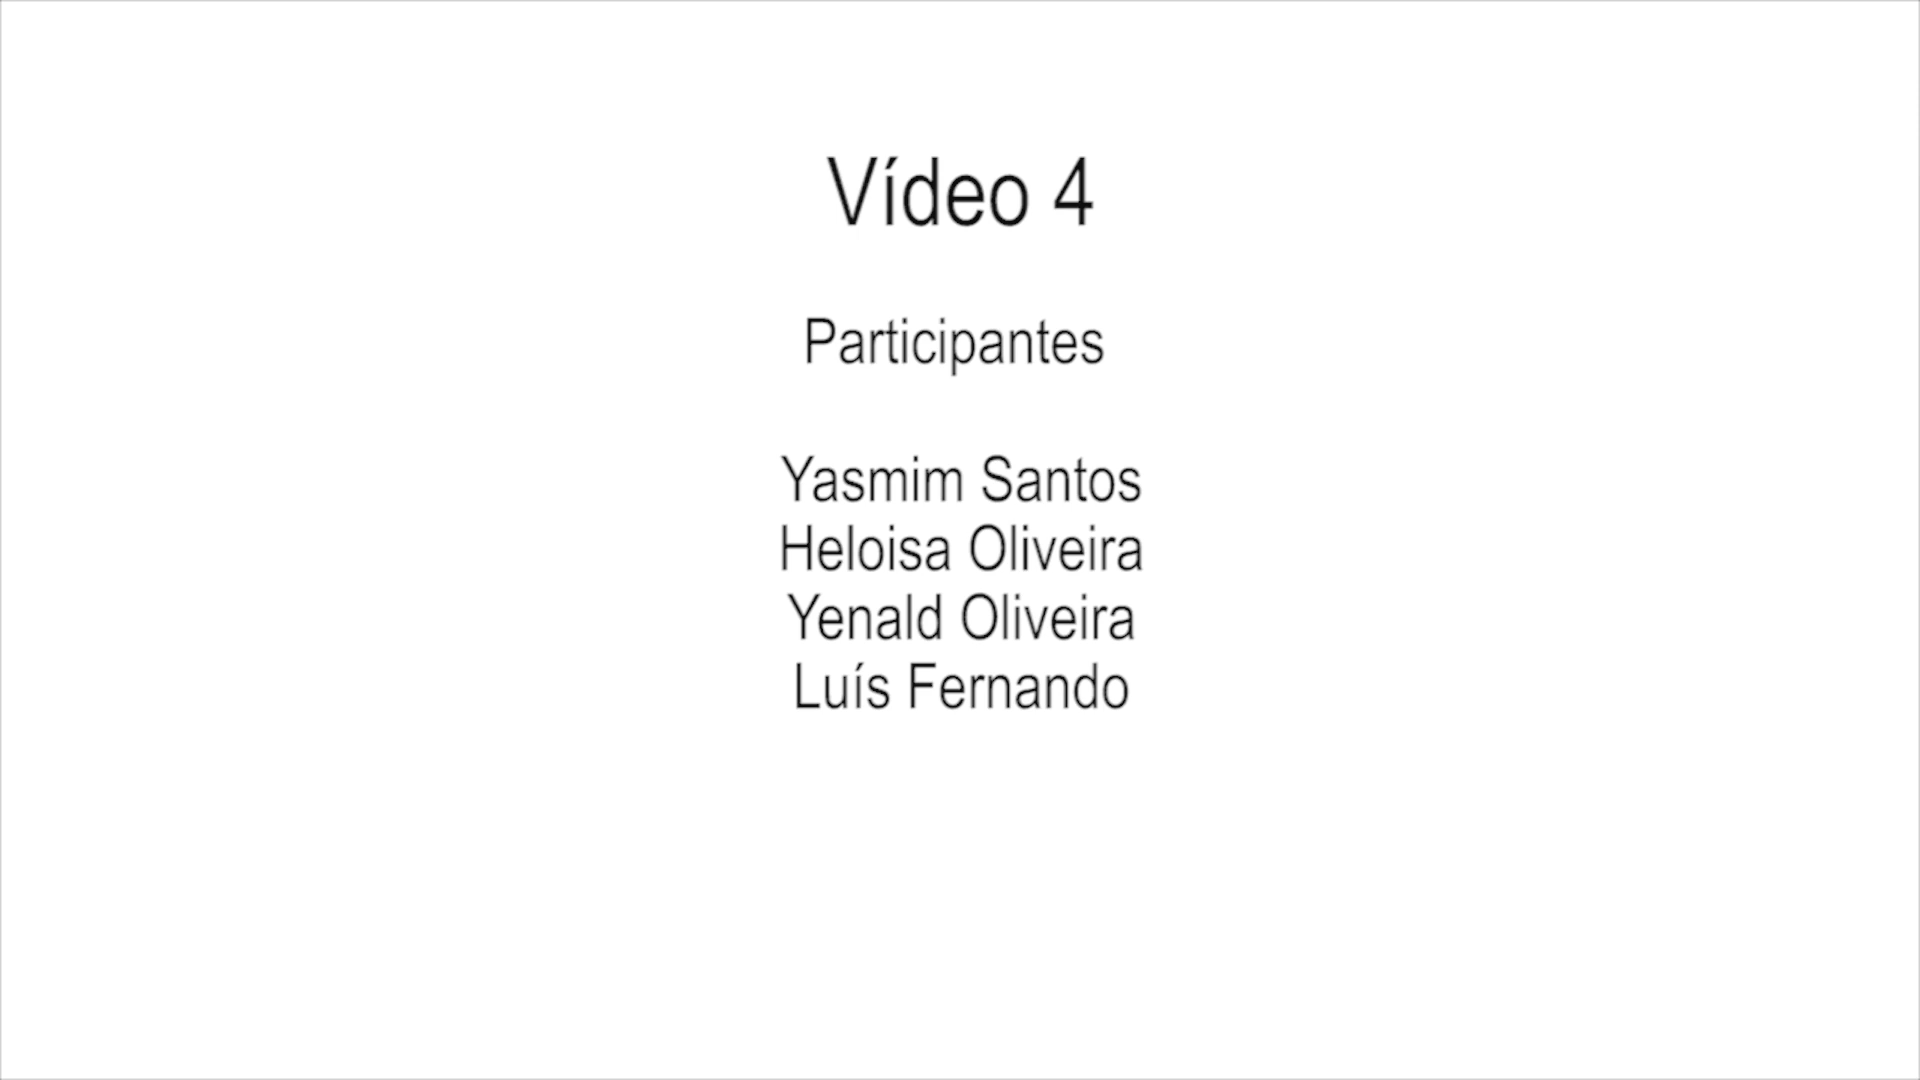 Vídeo 4
Participantes
Yasmim Santos
Heloisa Oliveira
Yenald Oliveira
Luís Fernando